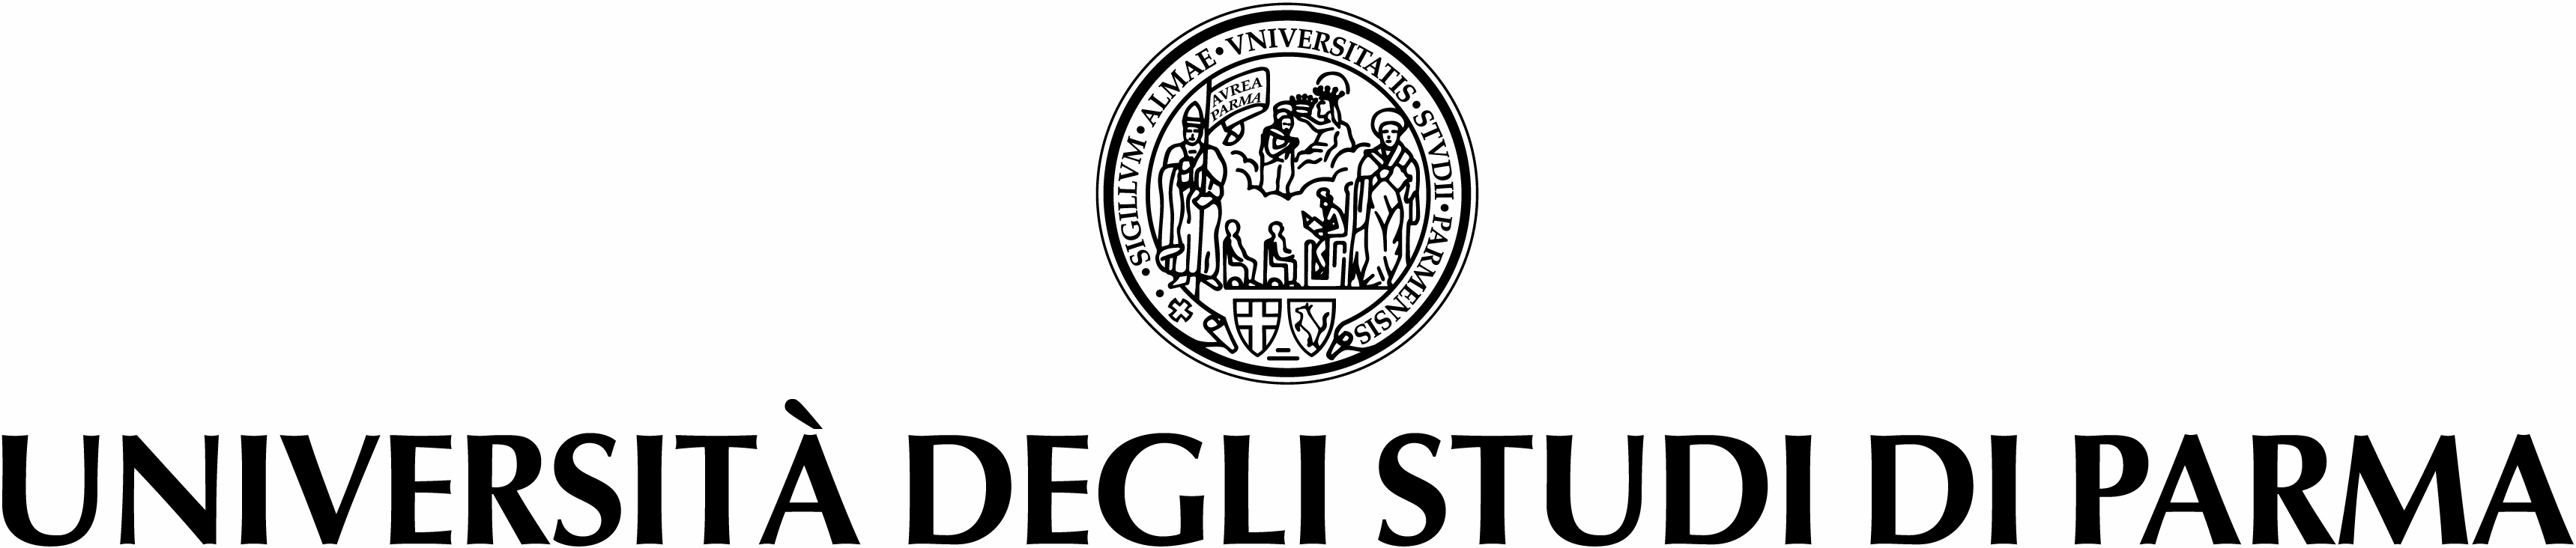 · SIGILLVM · ALMAE · VNIVERSITATIS · STVDII · PARMENSIS
AVREA
PARMA
UNIVERSITÀ DEGLI STUDI DI PARMA